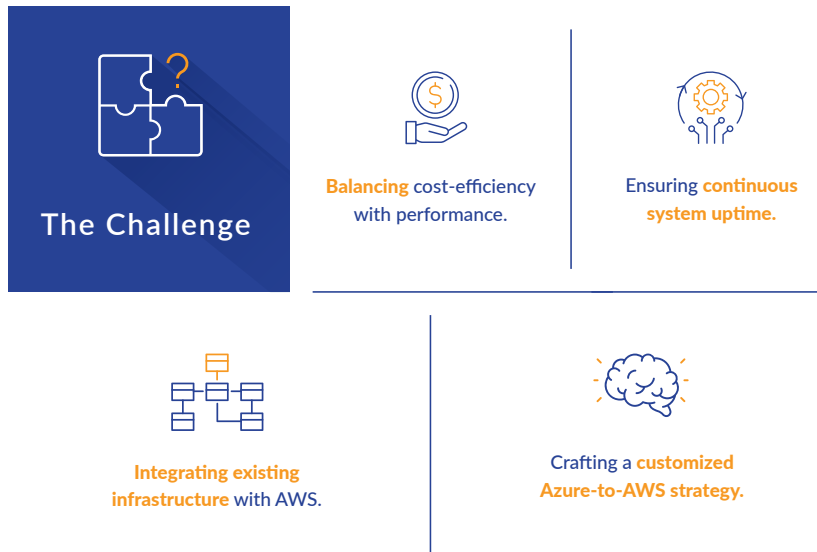 ?
The Challenge
$
Balancing cost-efficiency
with performance.
Ensuring continuous
system uptime.
Integrating existing
infrastructure with AWS.
Crafting a customized
Azure-to-AWS strategy.